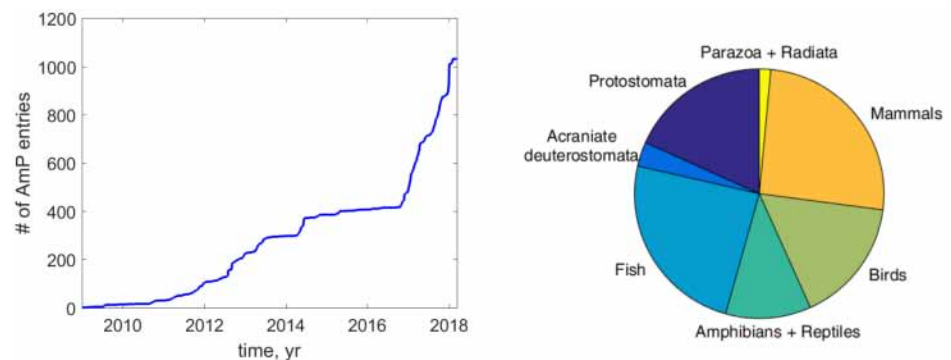 # of AmP entries
1200
1000
800
600
400
200
0
2010
2012
2014
2016
2018
time, yr
Parazoa + Radiata
Protostomata
Mammals
Acraniate
deuterostomata
Fish
Birds
Amphibians + Reptiles